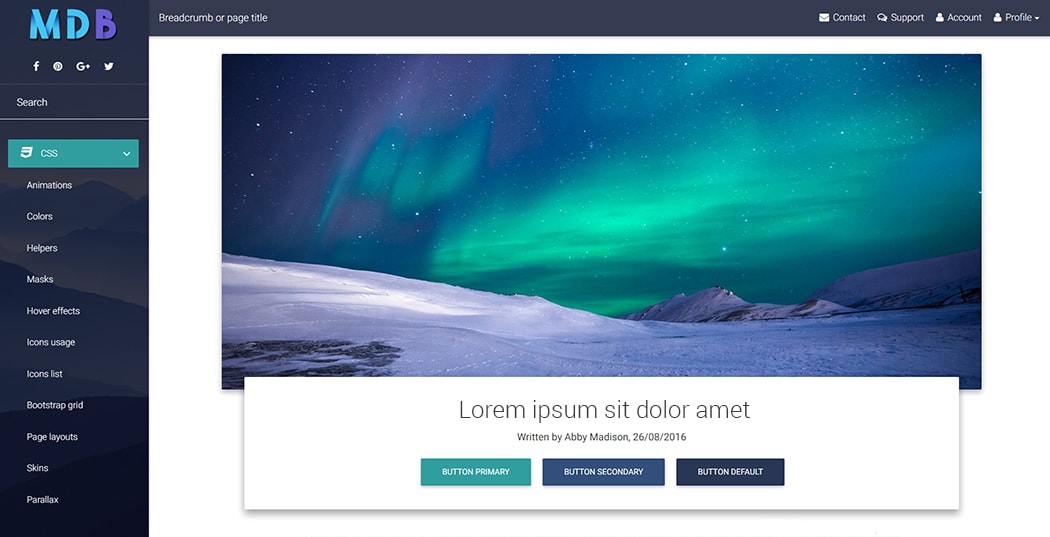 MDB
Breadcrumb or page title
Contact Support Account Profile
Search
CSS
Animations
Colors
Helpers
Masks
Hover effects
Icons usage
Icons list
Bootstrap grid
Page layouts
Skins
Parallax
Lorem ipsum sit dolor amet
Written by Abby Madison, 26/08/2016
BUTTON PRIMARY BUTTON SECONDARY BUTTON DEFAULT